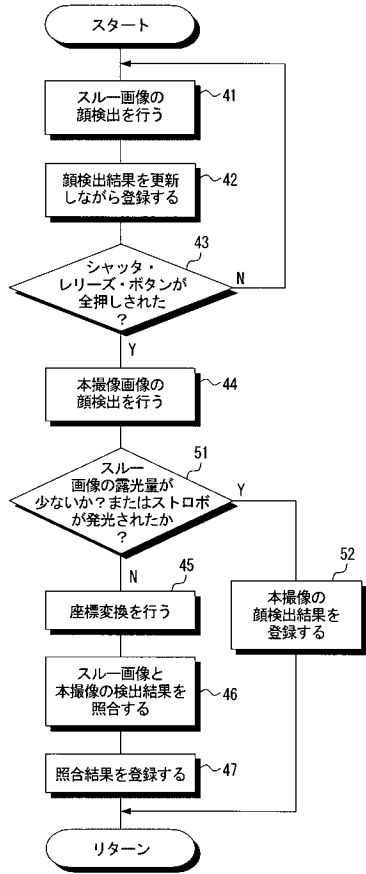 スタート
スルー画像の
顔検出を行う
41
顔検出結果を更新
しながら登録する
42
43
シャッタ・
レリーズ・ボタンが
全押しされた
?
N
Y
本撮像画像の
顔検出を行う
44
51
スルー
画像の露光量が
少ないか?またはストロボ
が発光されたか
?
Y
N
45
座標変換を行う
52
本撮像の
顔検出結果を
登録する
スルー画像と
本撮像の検出結果を
照合する
46
照合結果を登録する
47
リターン